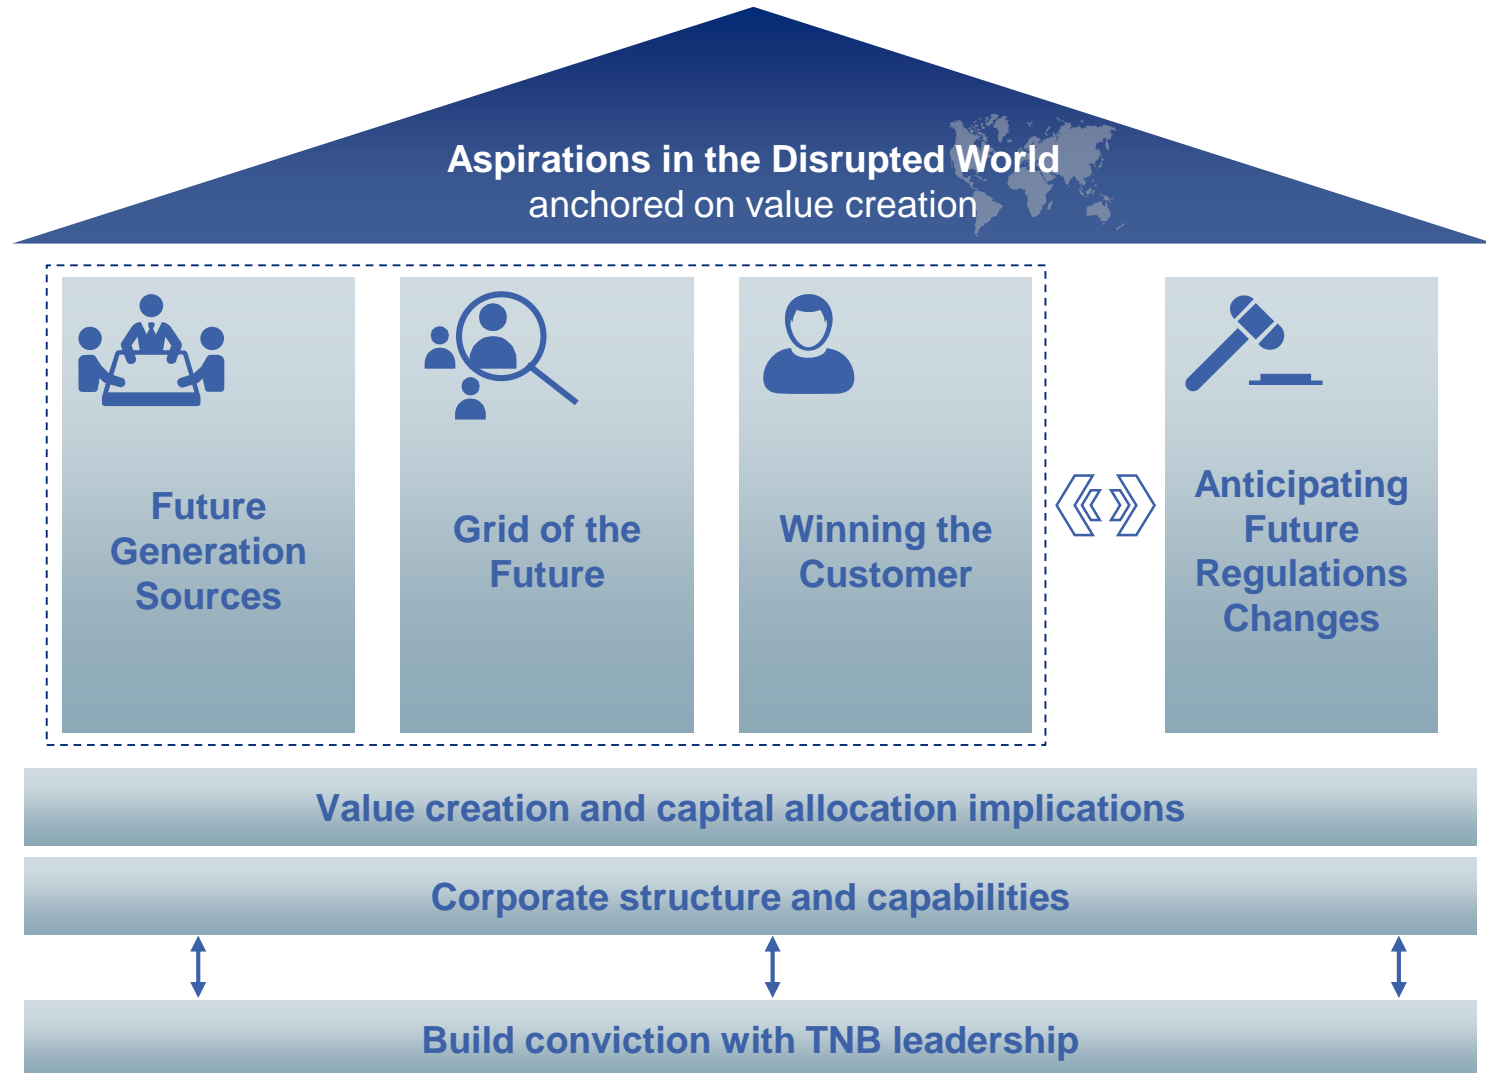 Aspirations in the Disrupted World
anchored on value creation
Future
Generation
Sources
Grid of the
Future
Winning the
Customer
Anticipating
Future
Regulations
Changes
Value creation and capital allocation implications
Corporate structure and capabilities
Build conviction with TNB leadership